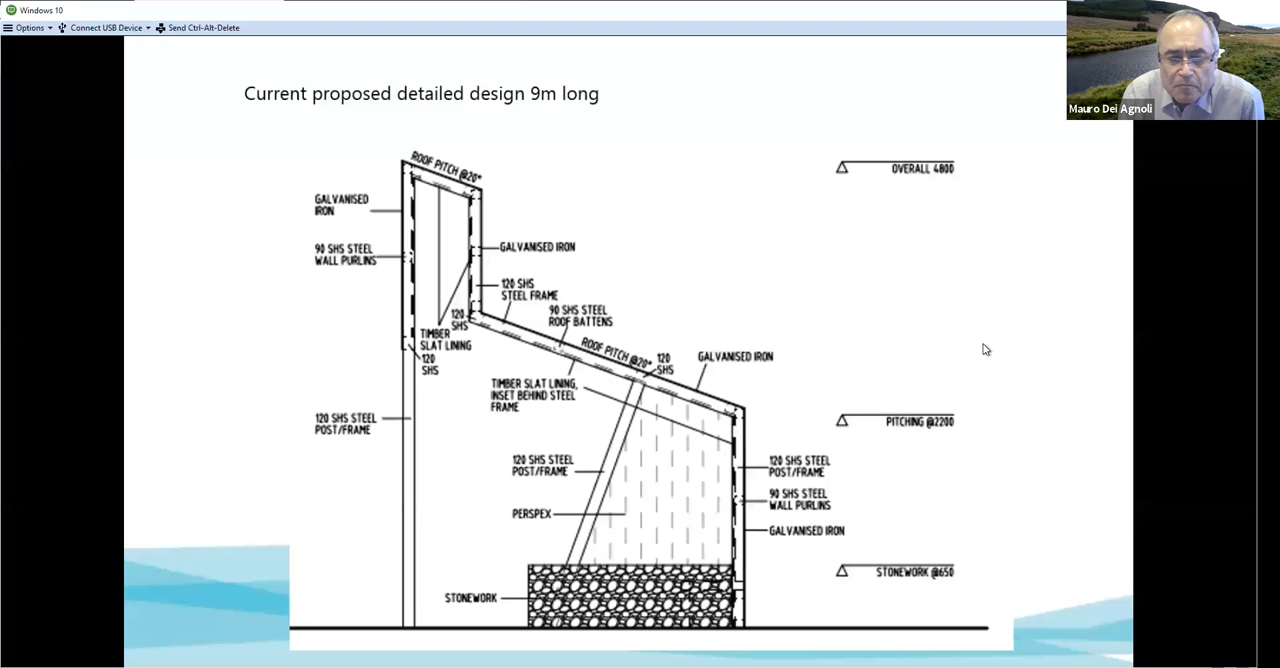 Windows 10
Options
Connect USB Device
Send Ctrl-Alt-Delete
Mauro Dei Agnoli
Current proposed detailed design 9m long
ROOF PITCH @20°
OVERALL 4800
GALVANISED
IRON
90 SHS STEEL
WALL PURLINS
GALVANISED IRON
120 SHS
STEEL FRAME
90 SHS STEEL
ROOF BATTENS
120
SHS
TIMBER
SLAT LINING
120
SHS
ROOF PITCH @20°
120
SHS
GALVANISED IRON
TIMBER SLAT LINING,
INSET BEHIND STEEL
FRAME
120 SHS STEEL
POST/FRAME
PITCHING @2200
120 SHS STEEL
POST/FRAME
120 SHS STEEL
POST/FRAME
90 SHS STEEL
WALL PURLINS
PERSPEX
GALVANISED IRON
STONEWORK @650
STONEWORK